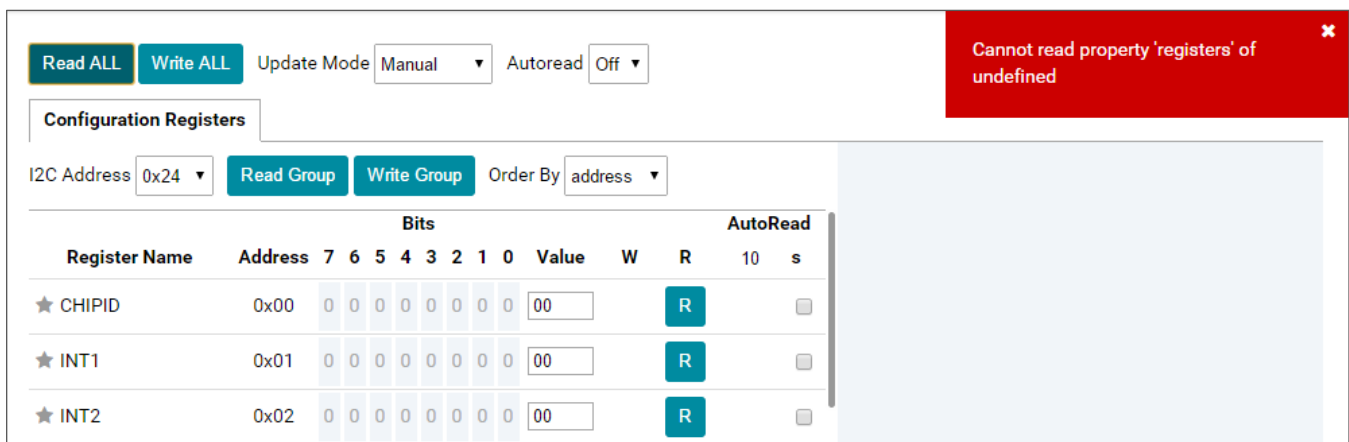 Read ALL Write ALL Update Mode Manual Autoread Off
Cannot read property 'registers' of
undefined
Configuration Registers
I2C Address 0x24 Read Group Write Group Order By address
Bits AutoRead
Register Name Address 7 6 5 4 3 2 1 0 Value W R 10 s
CHIPID 0x00 0 0 0 0 0 0 0 0 00 R
INT1 0x01 0 0 0 0 0 0 0 0 00 R
INT2 0x02 0 0 0 0 0 0 0 0 00 R